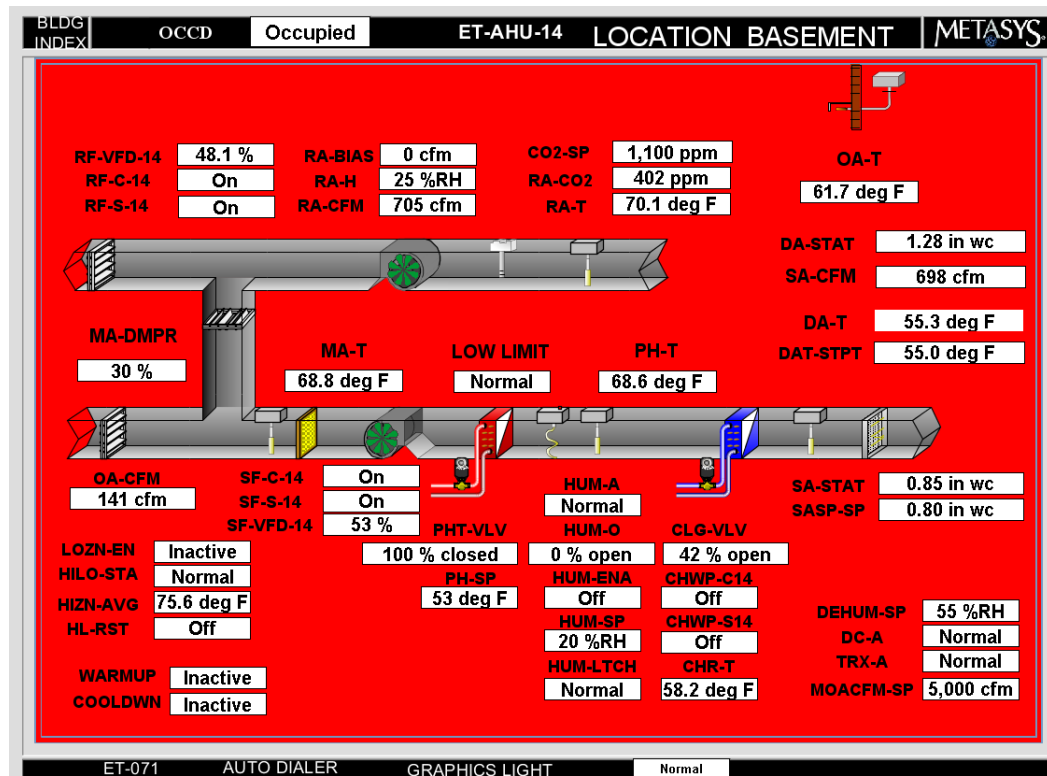 BLDG INDEX OCCD Occupied ET-AHU-14 LOCATION BASEMENT METASYS
RF-VFD-14 48.1 % RA-BIAS 0 cfm CO2-SP 1,100 ppm OA-T
RF-C-14 On RA-H 25 %RH RA-CO2 402 ppm 61.7 deg F
RF-S-14 On RA-CFM 705 cfm RA-T 70.1 deg F
DA-STAT 1.28 in wc
SA-CFM 698 cfm
DA-T 55.3 deg F
DAT-STPT 55.0 deg F
MA-DMPR MA-T LOW LIMIT PH-T
30 % 68.8 deg F Normal 68.6 deg F
OA-CFM SF-C-14 On HUM-A SA-STAT 0.85 in wc
141 cfm SF-S-14 On Normal SASP-SP 0.80 in wc
SF-VFD-14 53 % PHT-VLV HUM-O CLG-VLV
100 % closed 0 % open 42 % open
LOZN-EN Inactive
HILO-STA Normal PH-SP HUM-ENA CHWP-C14
HIZN-AVG 75.6 deg F 53 deg F Off Off DEHUM-SP 55 %RH
HL-RST Off HUM-SP CHWP-S14 DC-A Normal
20 %RH Off TRX-A Normal
WARMUP Inactive HUM-LTCH CHR-T MOACFM-SP 5,000 cfm
COOLDWN Inactive Normal 58.2 deg F
ET-071 AUTO DIALER GRAPHICS LIGHT Normal